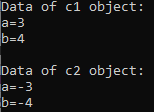 Data of c1 object:
a=3
b=4
Data of c2 object:
a=-3
b=-4